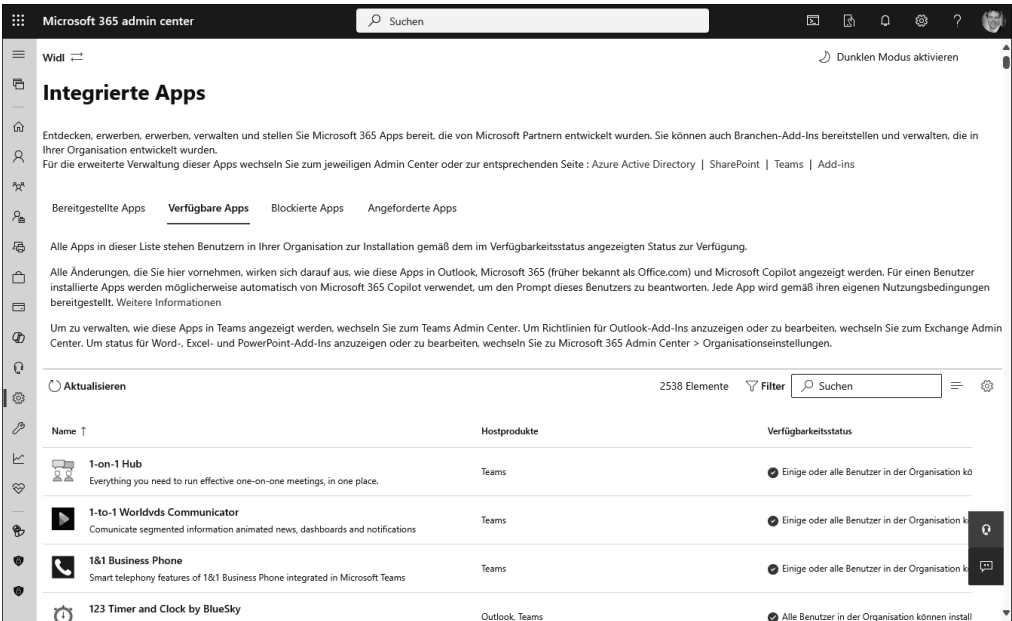 Microsoft 365 admin center
Suchen
Widl
Dunklen Modus aktivieren
Integrierte Apps
Entdecken, erwerben, erwerben, verwalten und stellen Sie Microsoft 365 Apps bereit, die von Microsoft Partnern entwickelt wurden. Sie können auch Branchen-Add-Ins bereitstellen und verwalten, die in
Ihrer Organisation entwickelt wurden.
Für die erweiterte Verwaltung dieser Apps wechseln Sie zum jeweiligen Admin Center oder zur entsprechenden Seite : Azure Active Directory | SharePoint | Teams | Add-ins
Bereitgestellte Apps Verfügbare Apps Blockierte Apps Angeforderte Apps
Alle Apps in dieser Liste stehen Benutzern in Ihrer Organisation zur Installation gemäß dem im Verfügbarkeitsstatus angezeigten Status zur Verfügung.
Alle Änderungen, die Sie hier vornehmen, wirken sich darauf aus, wie diese Apps in Outlook, Microsoft 365 (früher bekannt als Office.com) und Microsoft Copilot angezeigt werden. Für einen Benutzer
installierte Apps werden möglicherweise automatisch von Microsoft 365 Copilot verwendet, um den Prompt dieses Benutzers zu beantworten. Jede App wird gemäß ihren eigenen Nutzungsbedingungen
bereitgestellt. Weitere Informationen
Um zu verwalten, wie diese Apps in Teams angezeigt werden, wechseln Sie zum Teams Admin Center. Um Richtlinien für Outlook-Add-Ins anzuzeigen oder zu bearbeiten, wechseln Sie zum Exchange Admin
Center. Um status für Word-, Excel- und PowerPoint-Add-Ins anzuzeigen oder zu bearbeiten, wechseln Sie zu Microsoft 365 Admin Center > Organisationseinstellungen.
Aktualisieren 2538 Elemente Filter Suchen
Name ↑ Hostprodukte Verfügbarkeitsstatus
1-on-1 Hub
Everything you need to run effective one-on-one meetings, in one place.
Teams
Einige oder alle Benutzer in der Organisation kö
1-to-1 Worldvds Communicator
Comunicate segmented information animated news, dashboards and notifications
Teams
Einige oder alle Benutzer in der Organisation k
1&1 Business Phone
Smart telephony features of 1&1 Business Phone integrated in Microsoft Teams
Teams
Einige oder alle Benutzer in der Organisation k
123 Timer and Clock by BlueSky
Outlook, Teams
Alle Benutzer in der Organisation können install